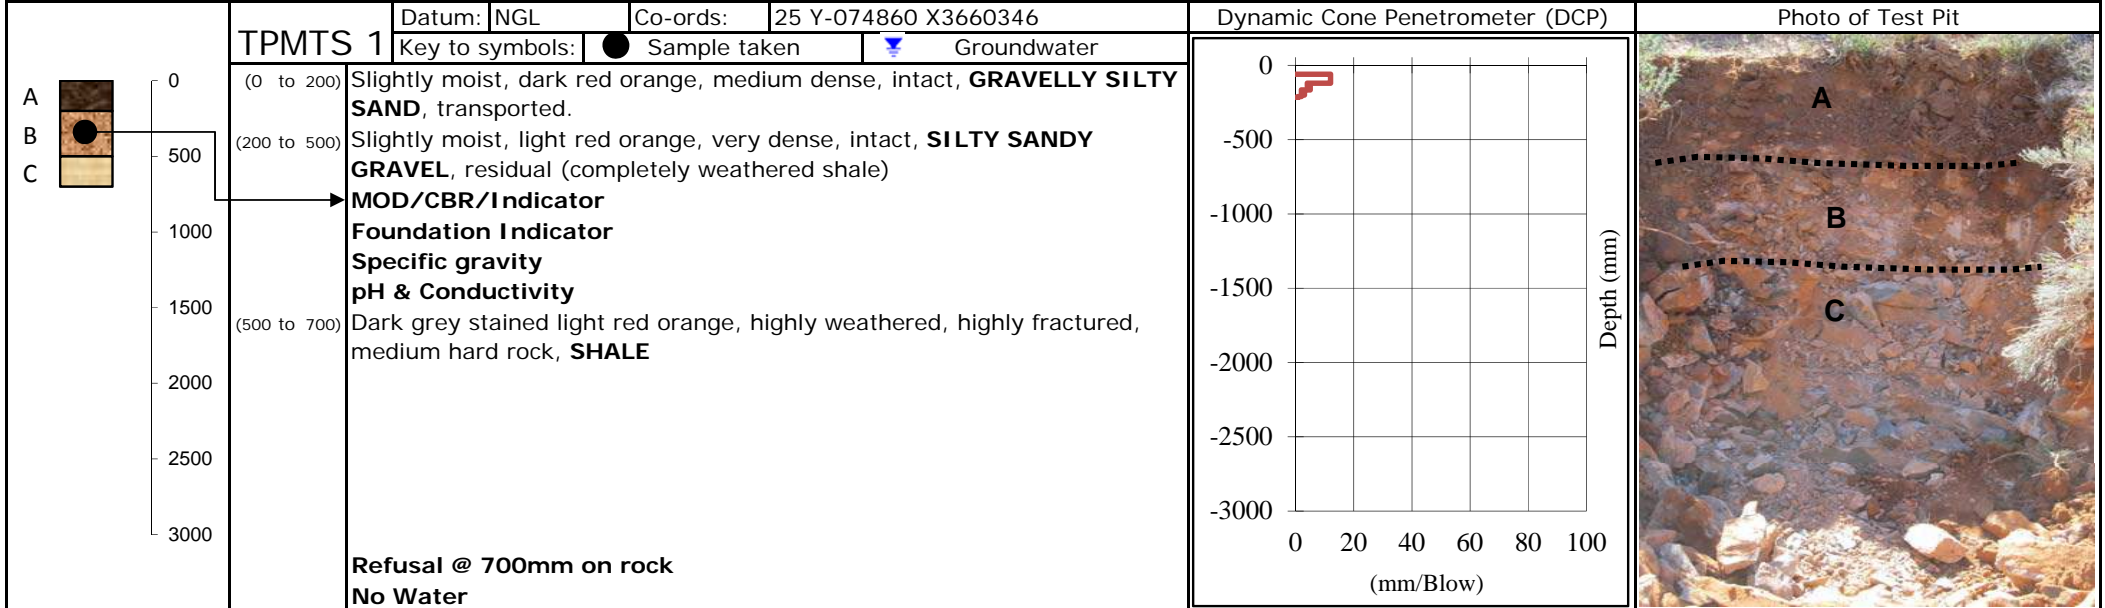 TPMTS 1
Datum: NGL Co-ords: 25 Y-074860 X3660346
Key to symbols: Sample taken Groundwater
A
B
C
0
500
1000
1500
2000
2500
3000
(0 to 200) Slightly moist, dark red orange, medium dense, intact, GRAVELLY SILTY
SAND, transported.
(200 to 500) Slightly moist, light red orange, very dense, intact, SILTY SANDY
GRAVEL, residual (completely weathered shale)
MOD/CBR/Indicator
Foundation Indicator
Specific gravity
pH & Conductivity
(500 to 700) Dark grey stained light red orange, highly weathered, highly fractured,
medium hard rock, SHALE
Refusal @ 700mm on rock
No Water
Dynamic Cone Penetrometer (DCP)
0
-500
-1000
-1500
-2000
-2500
-3000
0 20 40 60 80 100
(mm/Blow)
Depth (mm)
Photo of Test Pit
A
B
C